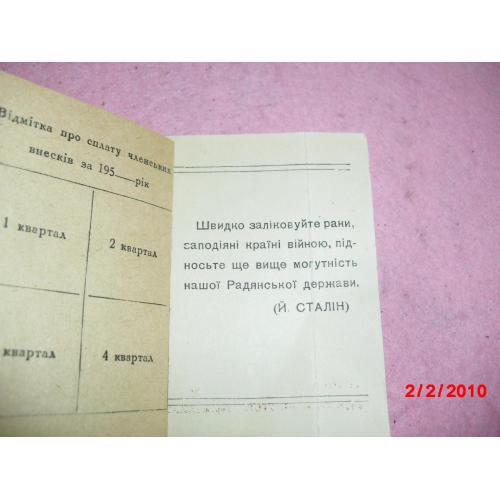 Відмітка про сплату членських
внесків за 195—рік
1 квартал
2 квартал
квартал
4 квартал
Швидко заліковуйте рани,
заподіяні країні війною, під-
носьте ще вище могутність
нашої Радянської держави.
(Й. СТАЛІН)
2/2/2010